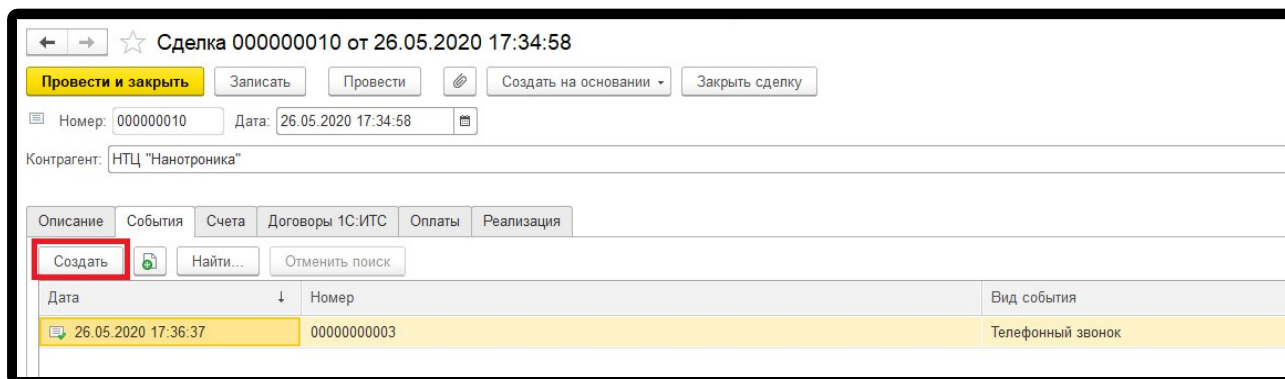 Сделка 000000010 от 26.05.2020 17:34:58
Провести и закрыть Записать Провести Создать на основании Закрыть сделку
Номер: 000000010 Дата: 26.05.2020 17:34:58
Контрагент: НТЦ "Нанотроника"
Описание События Счета Договоры 1С:ИТС Оплаты Реализация
Создать Найти... Отменить поиск
Дата ↓ Номер Вид события
26.05.2020 17:36:37 00000000003 Телефонный звонок